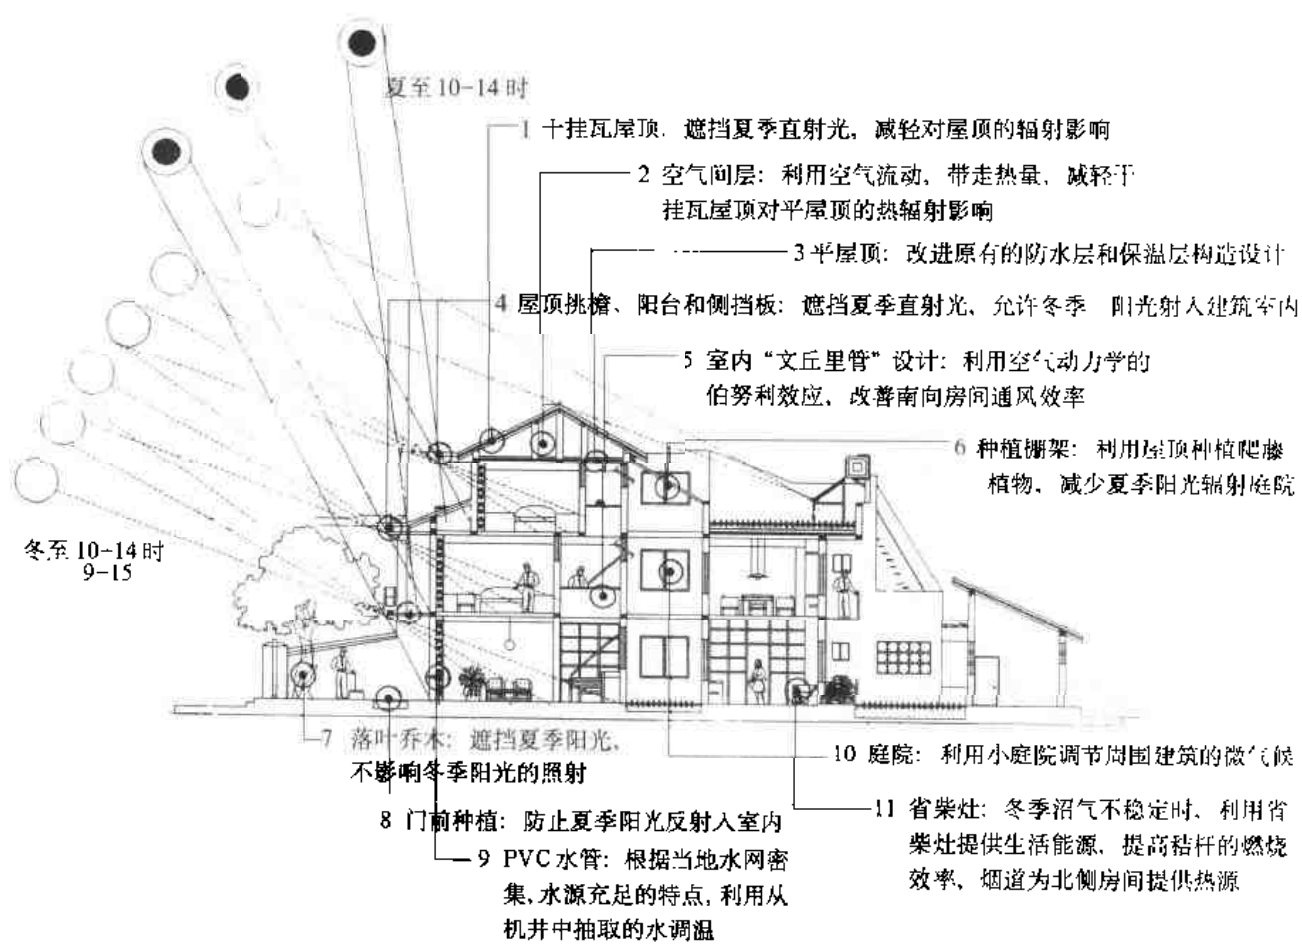 夏至 10-14 时
1 干挂瓦屋顶：遮挡夏季直射光，减轻对屋顶的辐射影响
2 空气间层：利用空气流动，带走热量，减轻干
挂瓦屋顶对平屋顶的热辐射影响
3 平屋顶：改进原有的防水层和保温层构造设计
4 屋顶挑檐、阳台和侧挡板：遮挡夏季直射光，允许冬季 阳光射入建筑室内
5 室内“文丘里管”设计：利用空气动力学的
伯努利效应，改善南向房间通风效率
6 种植棚架：利用屋顶种植爬藤
植物，减少夏季阳光辐射庭院
冬至 10-14 时
9-15
7 落叶乔木：遮挡夏季阳光，
不影响冬季阳光的照射
8 门前种植：防止夏季阳光反射入室内
9 PVC 水管：根据当地水网密
集，水源充足的特点，利用从
机井中抽取的水调温
10 庭院：利用小庭院调节周围建筑的微气候
11 省柴灶：冬季沼气不稳定时，利用省
柴灶提供生活能源，提高秸杆的燃烧
效率，烟道为北侧房间提供热源